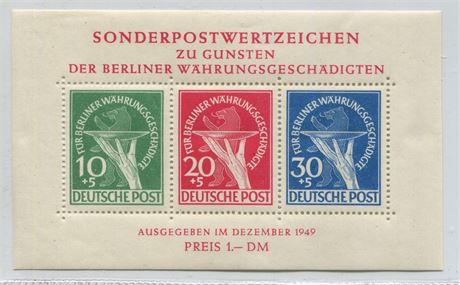 SONDERPOSTWERTZEICHEN
ZU GUNSTEN
DER BERLINER WÄHRUNGSGESCHÄDIGTEN
FÜR BERLINER WÄHRUNGSGESCHÄDIGTE
10
+5
DEUTSCHE POST
FÜR BERLINER WÄHRUNGSGESCHÄDIGTE
20
+5
DEUTSCHE POST
FÜR BERLINER WÄHRUNGSGESCHÄDIGTE
30
+5
DEUTSCHE POST
AUSGEGEBEN IM DEZEMBER 1949
PREIS 1.— DM